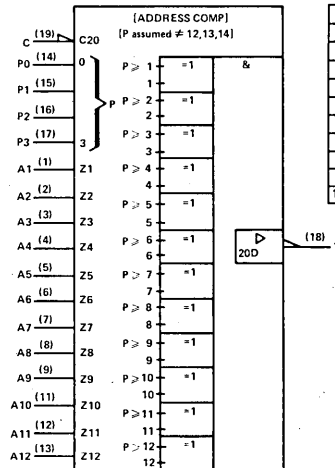 [ADDRESS COMP]
[P assumed ≠ 12,13,14]
C (19) C20
P0 (14) 0
P1 (15)
P2 (16)
P3 (17) 3
P
A1 (1) Z1
A2 (2) Z2
A3 (3) Z3
A4 (4) Z4
A5 (5) Z5
A6 (6) Z6
A7 (7) Z7
A8 (8) Z8
A9 (9) Z9
A10 (11) Z10
A11 (12) Z11
A12 (13) Z12
P ⩾ 1 =1
1
P ⩾ 2 =1
2
P ⩾ 3 =1
3
P ⩾ 4 =1
4
P ⩾ 5 =1
5
P ⩾ 6 =1
6
P ⩾ 7 =1
7
P ⩾ 8 =1
8
P ⩾ 9 =1
9
P ⩾ 10 =1
10
P ⩾ 11 =1
11
P ⩾ 12 =1
12
&
▷
20D
(18)